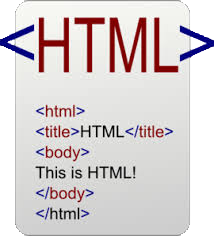 <HTML>
<html>
<title>HTML</title>
<body>
This is HTML!
</body>
</html>